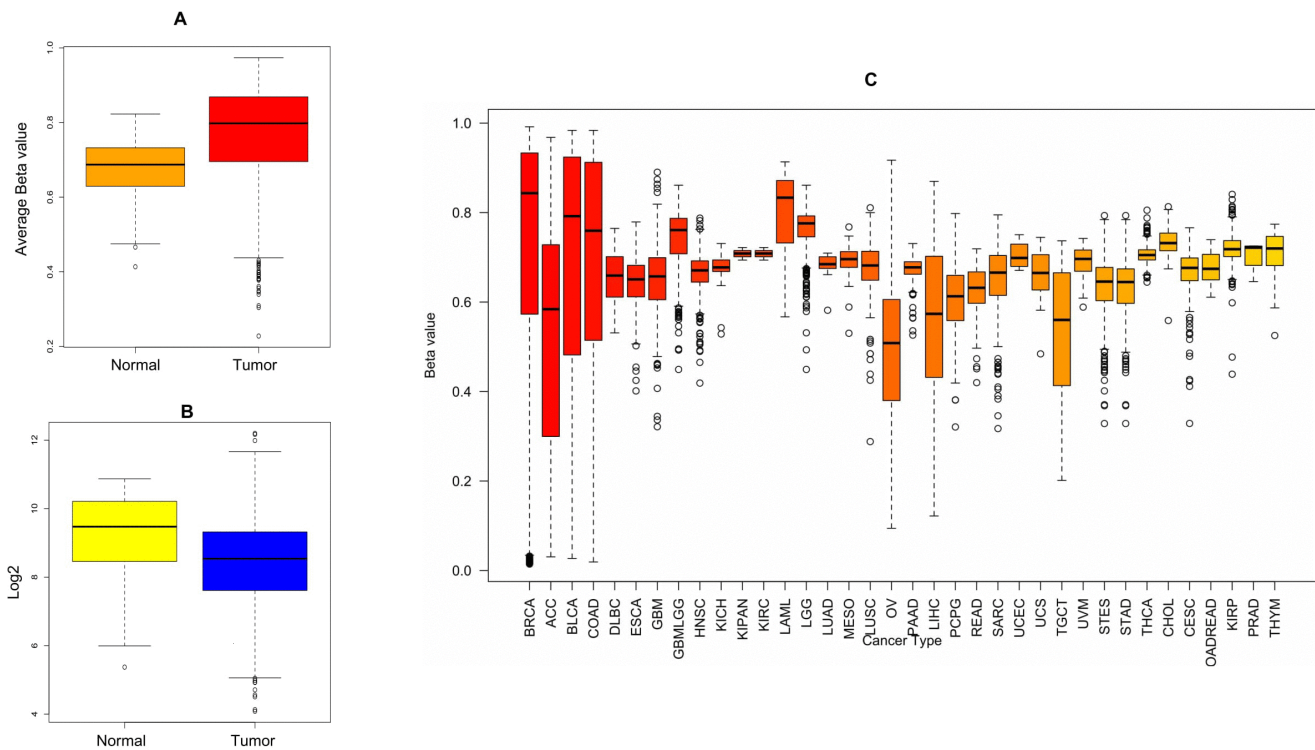 A
Average Beta value
1.0
0.8
0.6
0.4
0.2
Normal Tumor
B
Log2
12
10
8
6
4
Normal Tumor
C
Beta value
1.0
0.8
0.6
0.4
0.2
0.0
BRCA ACC BLCA COAD DLBC ESCA GBM GBMLGG HNSC KICH KIPAN KIRC LAML LGG LUAD MESO LUSC OV PAAD LIHC PCPG READ SARC UCEC UCS TGCT UVM STES STAD THCA CHOL CESC OADREAD KIRP PRAD THYM
Cancer Type